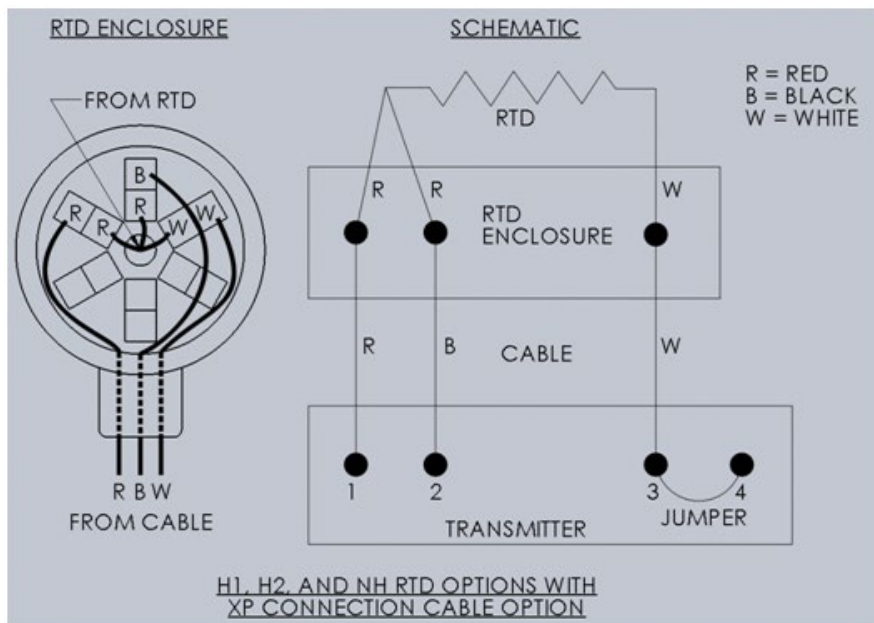 RTD ENCLOSURE
SCHEMATIC
R = RED
B = BLACK
W = WHITE
FROM RTD
RTD
B
R
R
W
R
W
R
R
W
RTD
ENCLOSURE
R
B
CABLE
W
1
2
3
4
R B W
FROM CABLE
TRANSMITTER
JUMPER
H1, H2, AND NH RTD OPTIONS WITH
XP CONNECTION CABLE OPTION